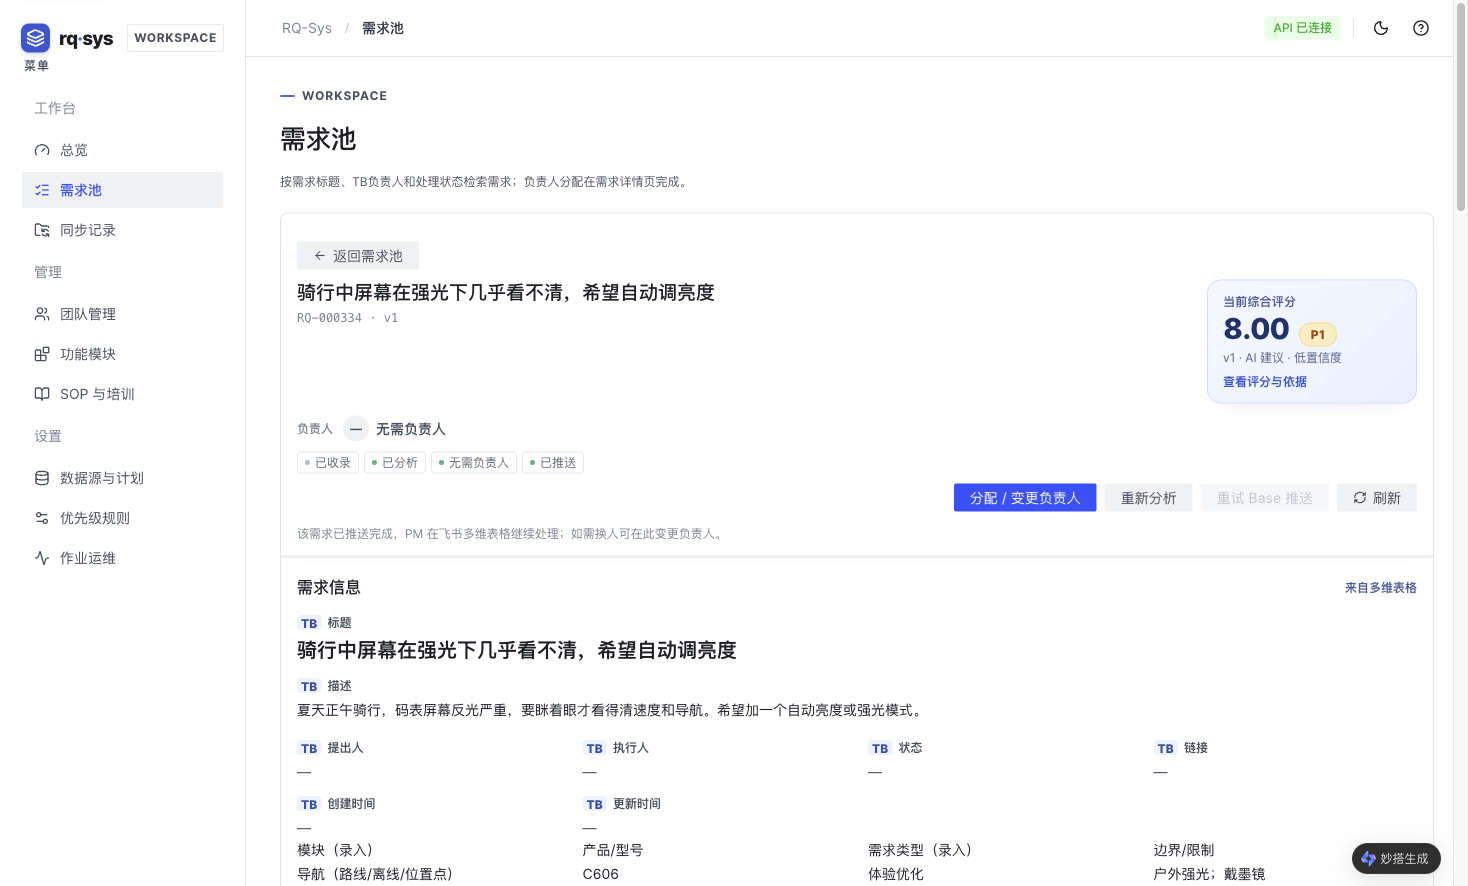 rq·sys WORKSPACE
菜单
工作台
总览
需求池
同步记录
管理
团队管理
功能模块
SOP 与培训
设置
数据源与计划
优先级规则
作业运维
RQ-Sys / 需求池
API 已连接
WORKSPACE
需求池
按需求标题、TB负责人和处理状态检索需求；负责人分配在需求详情页完成。
← 返回需求池
骑行中屏幕在强光下几乎看不清，希望自动调亮度
RQ-000334 · v1
当前综合评分
8.00 P1
v1 · AI 建议 · 低置信度
查看评分与依据
负责人 — 无需负责人
已收录 已分析 无需负责人 已推送
分配 / 变更负责人 重新分析 重试 Base 推送 刷新
该需求已推送完成，PM 在飞书多维表格继续处理；如需换人可在此变更负责人。
需求信息 来自多维表格
TB 标题
骑行中屏幕在强光下几乎看不清，希望自动调亮度
TB 描述
夏天正午骑行，码表屏幕反光严重，要眯着眼才看得清速度和导航。希望加一个自动亮度或强光模式。
TB 提出人 TB 执行人 TB 状态 TB 链接
— — — —
TB 创建时间 TB 更新时间
— —
模块（录入） 产品/型号 需求类型（录入） 边界/限制
导航（路线/离线/位置点） C606 体验优化 户外强光；戴墨镜
妙搭生成